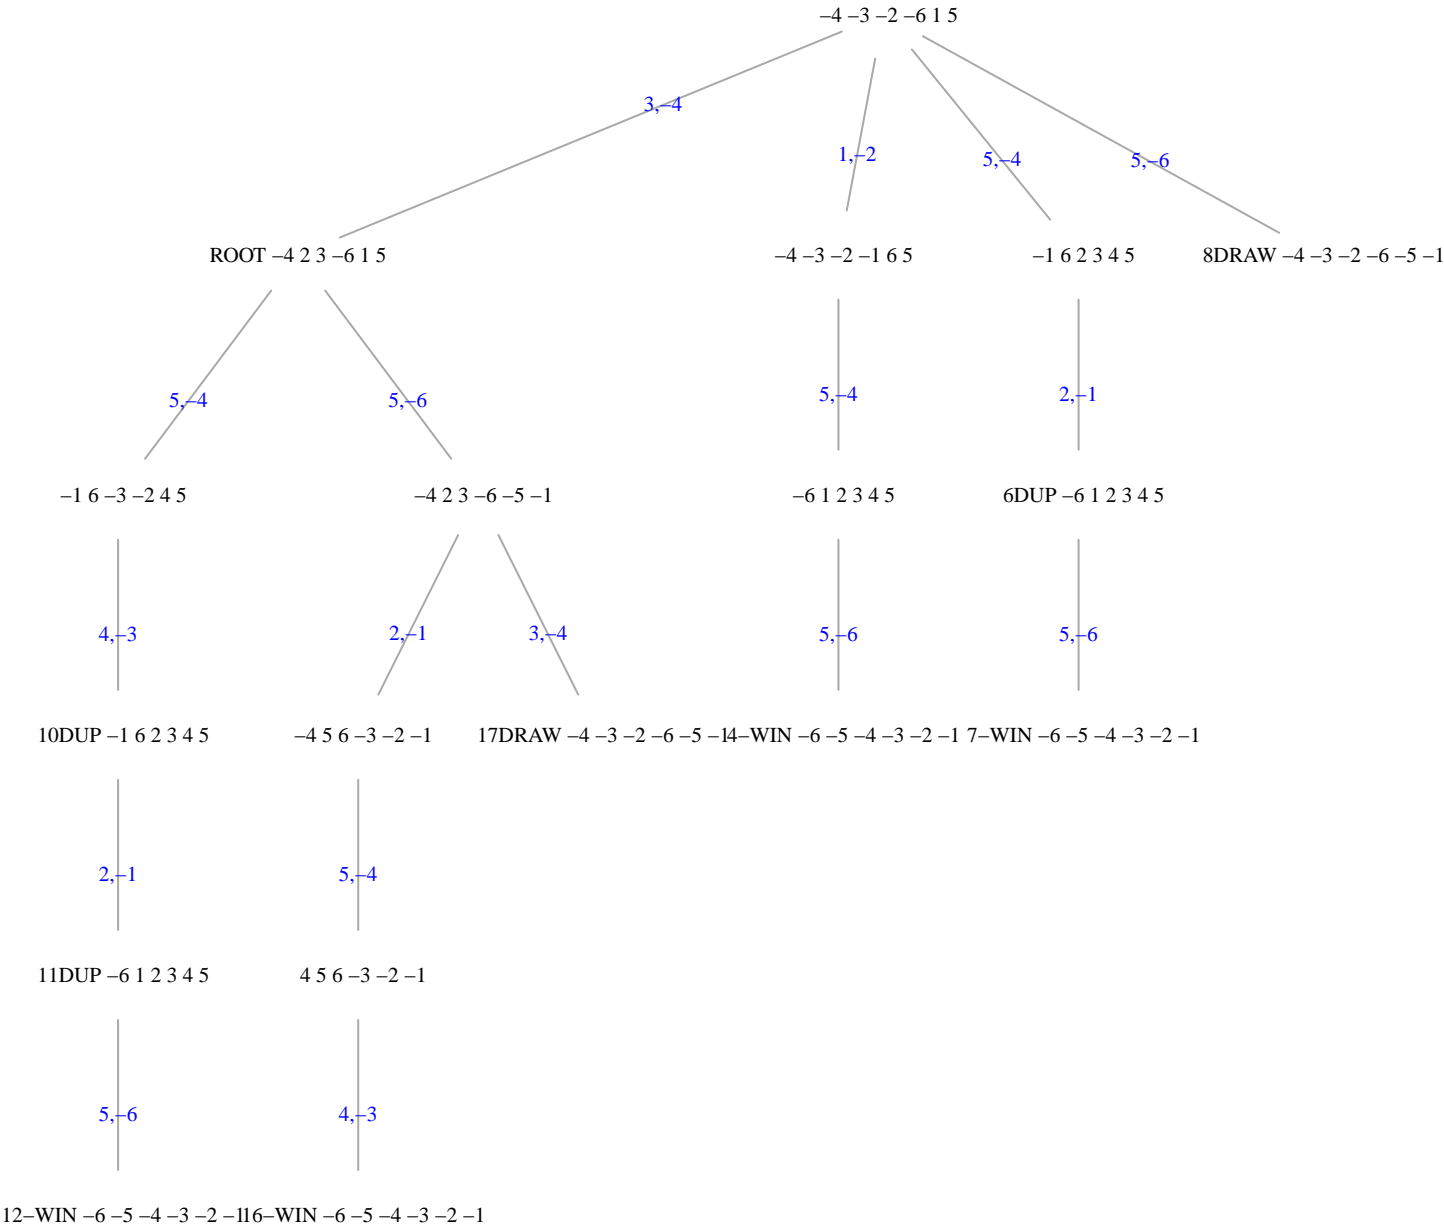 −4 −3 −2 −6 1 5
3,−4
1,−2
5,−4
5,−6
ROOT −4 2 3 −6 1 5
−4 −3 −2 −1 6 5
−1 6 2 3 4 5
8DRAW −4 −3 −2 −6 −5 −1
5,−4
5,−6
5,−4
2,−1
−1 6 −3 −2 4 5
−4 2 3 −6 −5 −1
−6 1 2 3 4 5
6DUP −6 1 2 3 4 5
4,−3
2,−1
3,−4
5,−6
5,−6
10DUP −1 6 2 3 4 5
−4 5 6 −3 −2 −1
17DRAW −4 −3 −2 −6 −5 −1
4−WIN −6 −5 −4 −3 −2 −1
7−WIN −6 −5 −4 −3 −2 −1
2,−1
5,−4
11DUP −6 1 2 3 4 5
4 5 6 −3 −2 −1
5,−6
4,−3
12−WIN −6 −5 −4 −3 −2 −1
16−WIN −6 −5 −4 −3 −2 −1